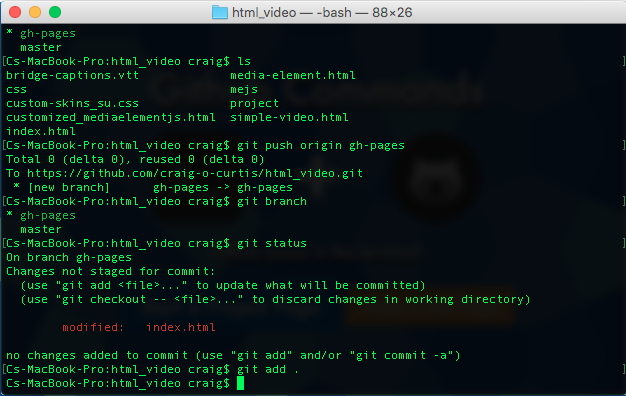 html_video — -bash — 88×26
* gh-pages
  master
[Cs-MacBook-Pro:html_video craig$ ls ]
bridge-captions.vtt             media-element.html
css                             mejs
custom-skins_su.css             project
customized_mediaelementjs.html  simple-video.html
index.html
[Cs-MacBook-Pro:html_video craig$ git push origin gh-pages ]
Total 0 (delta 0), reused 0 (delta 0)
To https://github.com/craig-o-curtis/html_video.git
 * [new branch]      gh-pages -> gh-pages
[Cs-MacBook-Pro:html_video craig$ git branch ]
* gh-pages
  master
[Cs-MacBook-Pro:html_video craig$ git status ]
On branch gh-pages
Changes not staged for commit:
  (use "git add <file>..." to update what will be committed)
  (use "git checkout -- <file>..." to discard changes in working directory)
        modified:   index.html
no changes added to commit (use "git add" and/or "git commit -a")
[Cs-MacBook-Pro:html_video craig$ git add . ]
Cs-MacBook-Pro:html_video craig$
Github Commands